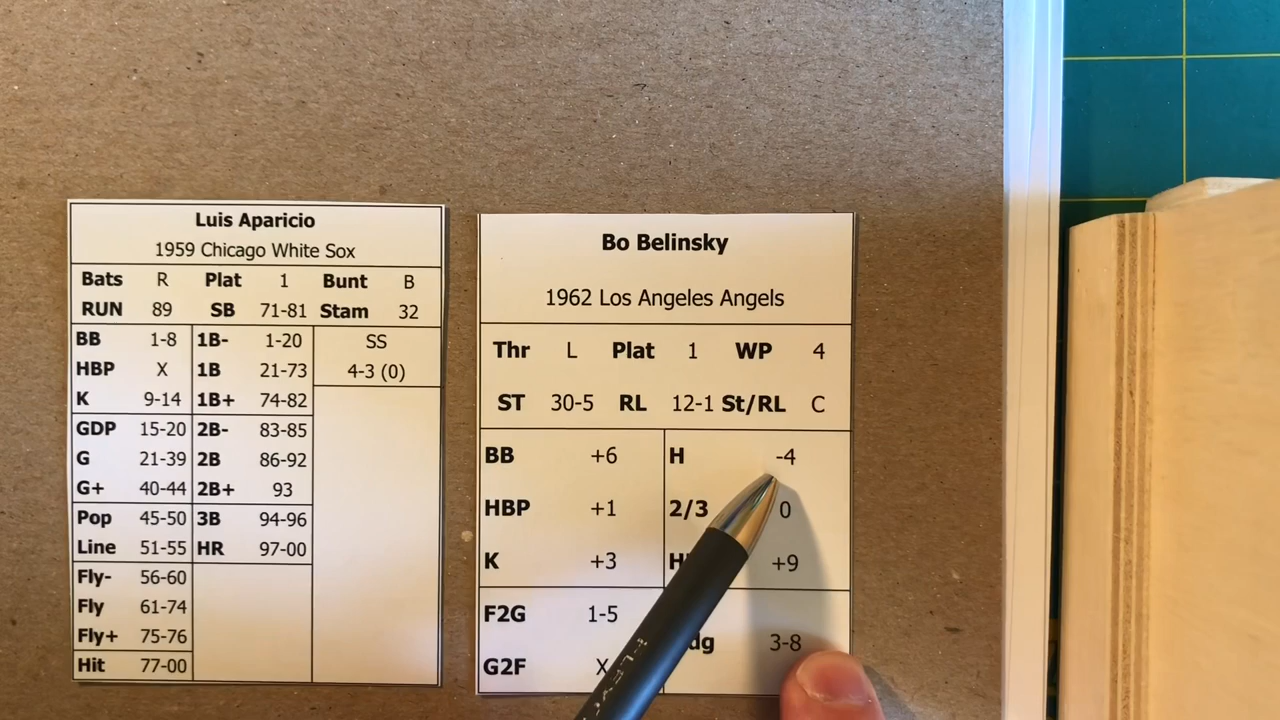 Luis Aparicio
1959 Chicago White Sox
Bats R Plat 1 Bunt B
RUN 89 SB 71-81 Stam 32
BB 1-8 1B- 1-20 SS
HBP X 1B 21-73 4-3 (0)
K 9-14 1B+ 74-82
GDP 15-20 2B- 83-85
G 21-39 2B 86-92
G+ 40-44 2B+ 93
Pop 45-50 3B 94-96
Line 51-55 HR 97-00
Fly- 56-60
Fly 61-74
Fly+ 75-76
Hit 77-00
Bo Belinsky
1962 Los Angeles Angels
Thr L Plat 1 WP 4
ST 30-5 RL 12-1 St/RL C
BB +6 H -4
HBP +1 2/3 0
K +3 +9
F2G 1-5
3-8
G2F X